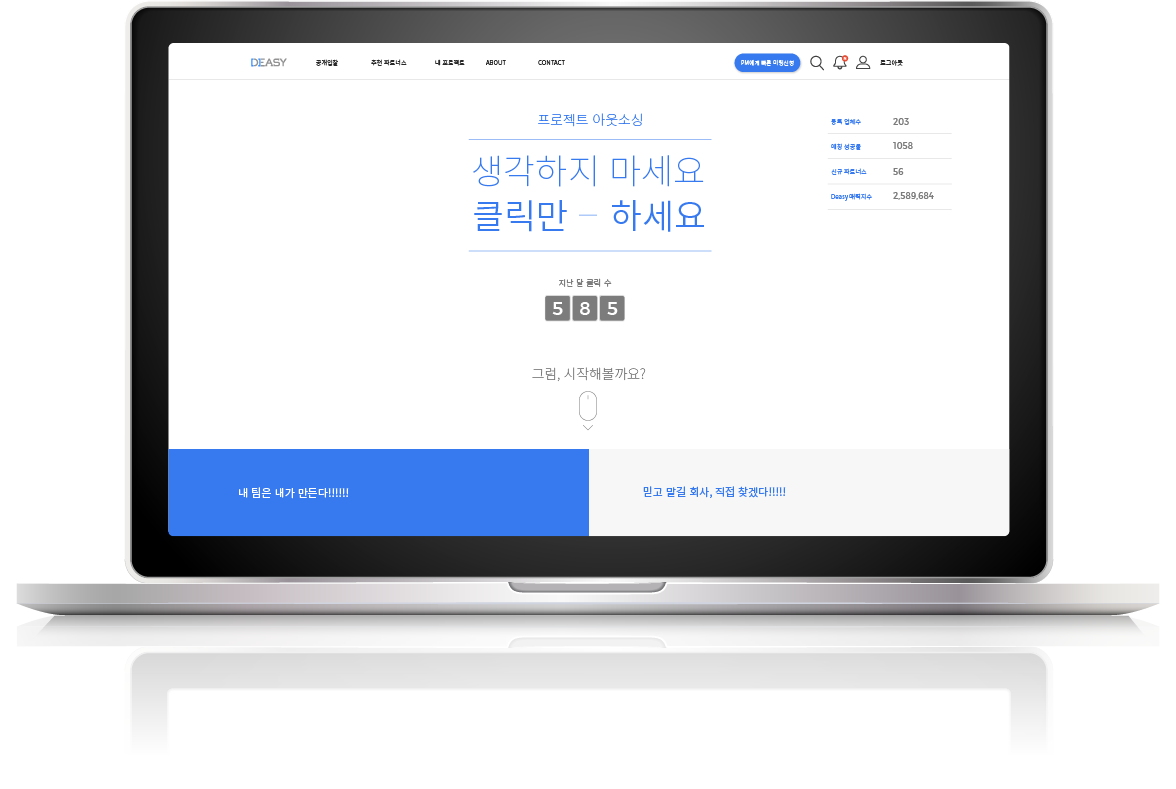 DEASY
공개입찰
추천 파트너스
내 프로젝트
ABOUT
CONTACT
PM에게 빠른 미팅신청
로그아웃
프로젝트 아웃소싱
생각하지 마세요
클릭만 – 하세요
등록 업체수 203
매칭 성공률 1058
신규 파트너스 56
Deasy매력지수 2,589,684
지난 달 클릭 수
5 8 5
그럼, 시작해볼까요?
내 팀은 내가 만든다!!!!!!
믿고 맡길 회사, 직접 찾겠다!!!!!